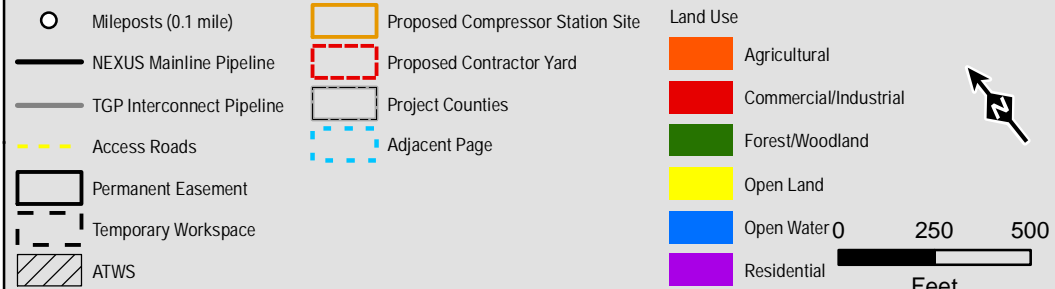 Mileposts (0.1 mile)
NEXUS Mainline Pipeline
TGP Interconnect Pipeline
Access Roads
Permanent Easement
Temporary Workspace
ATWS
Proposed Compressor Station Site
Proposed Contractor Yard
Project Counties
Adjacent Page
Land Use
Agricultural
Commercial/Industrial
Forest/Woodland
Open Land
Open Water
Residential
N
0 250 500
Feet